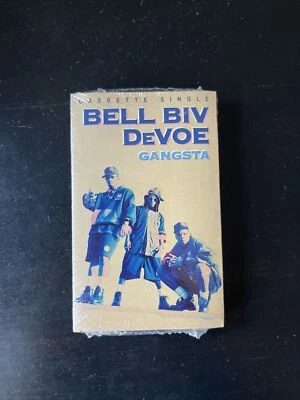 CASSETTE SINGLE
BELL BIV
DeVOE
GANGSTA